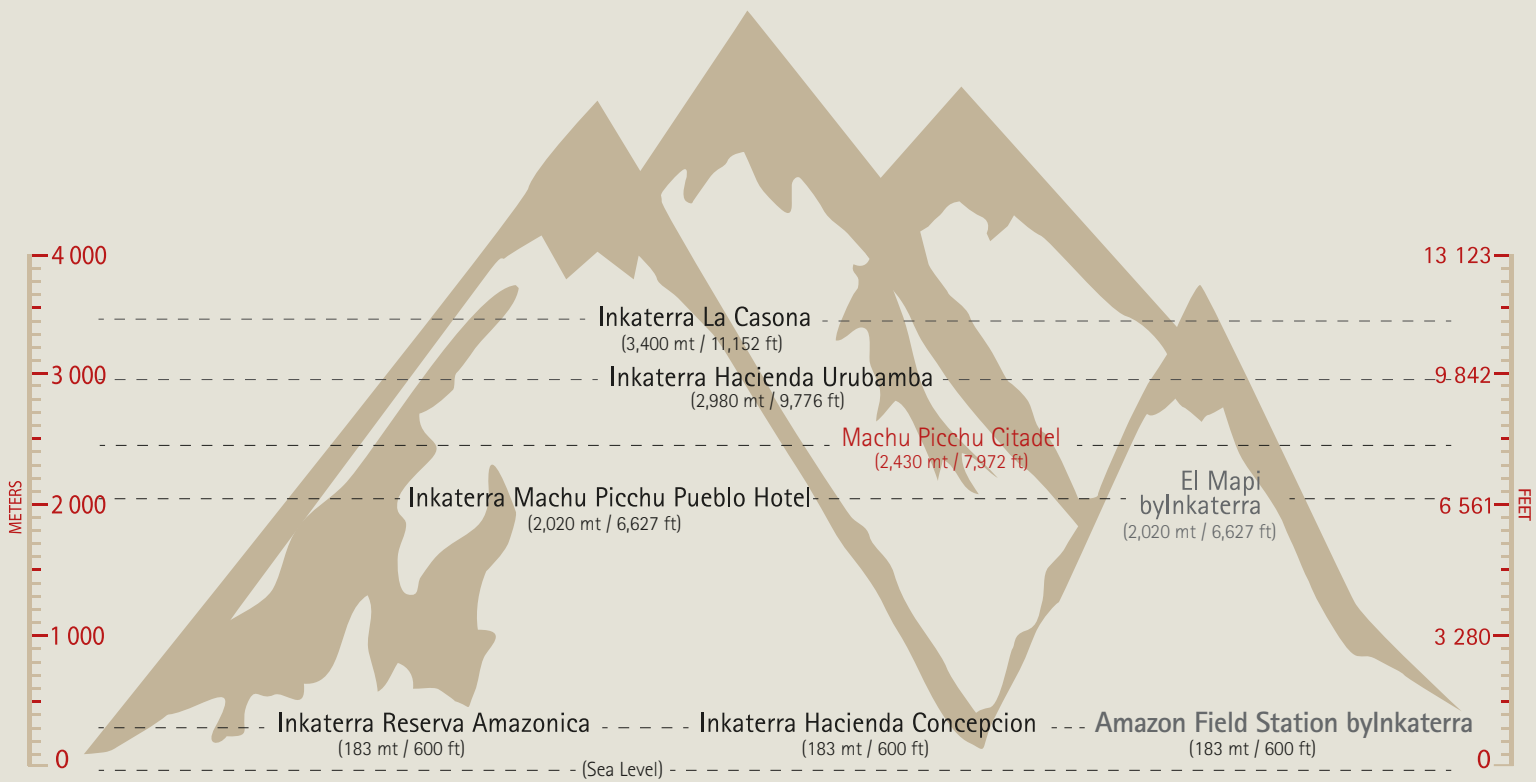 4 000
13 123
Inkaterra La Casona
(3,400 mt / 11,152 ft)
3 000
Inkaterra Hacienda Urubamba
9 842
(2,980 mt / 9,776 ft)
Machu Picchu Citadel
(2,430 mt / 7,972 ft)
METERS
2 000
Inkaterra Machu Picchu Pueblo Hotel
(2,020 mt / 6,627 ft)
El Mapi
byInkaterra
(2,020 mt / 6,627 ft)
6 561
FEET
1 000
3 280
Inkaterra Reserva Amazonica
(183 mt / 600 ft)
Inkaterra Hacienda Concepcion
(183 mt / 600 ft)
Amazon Field Station byInkaterra
(183 mt / 600 ft)
0
0
(Sea Level)